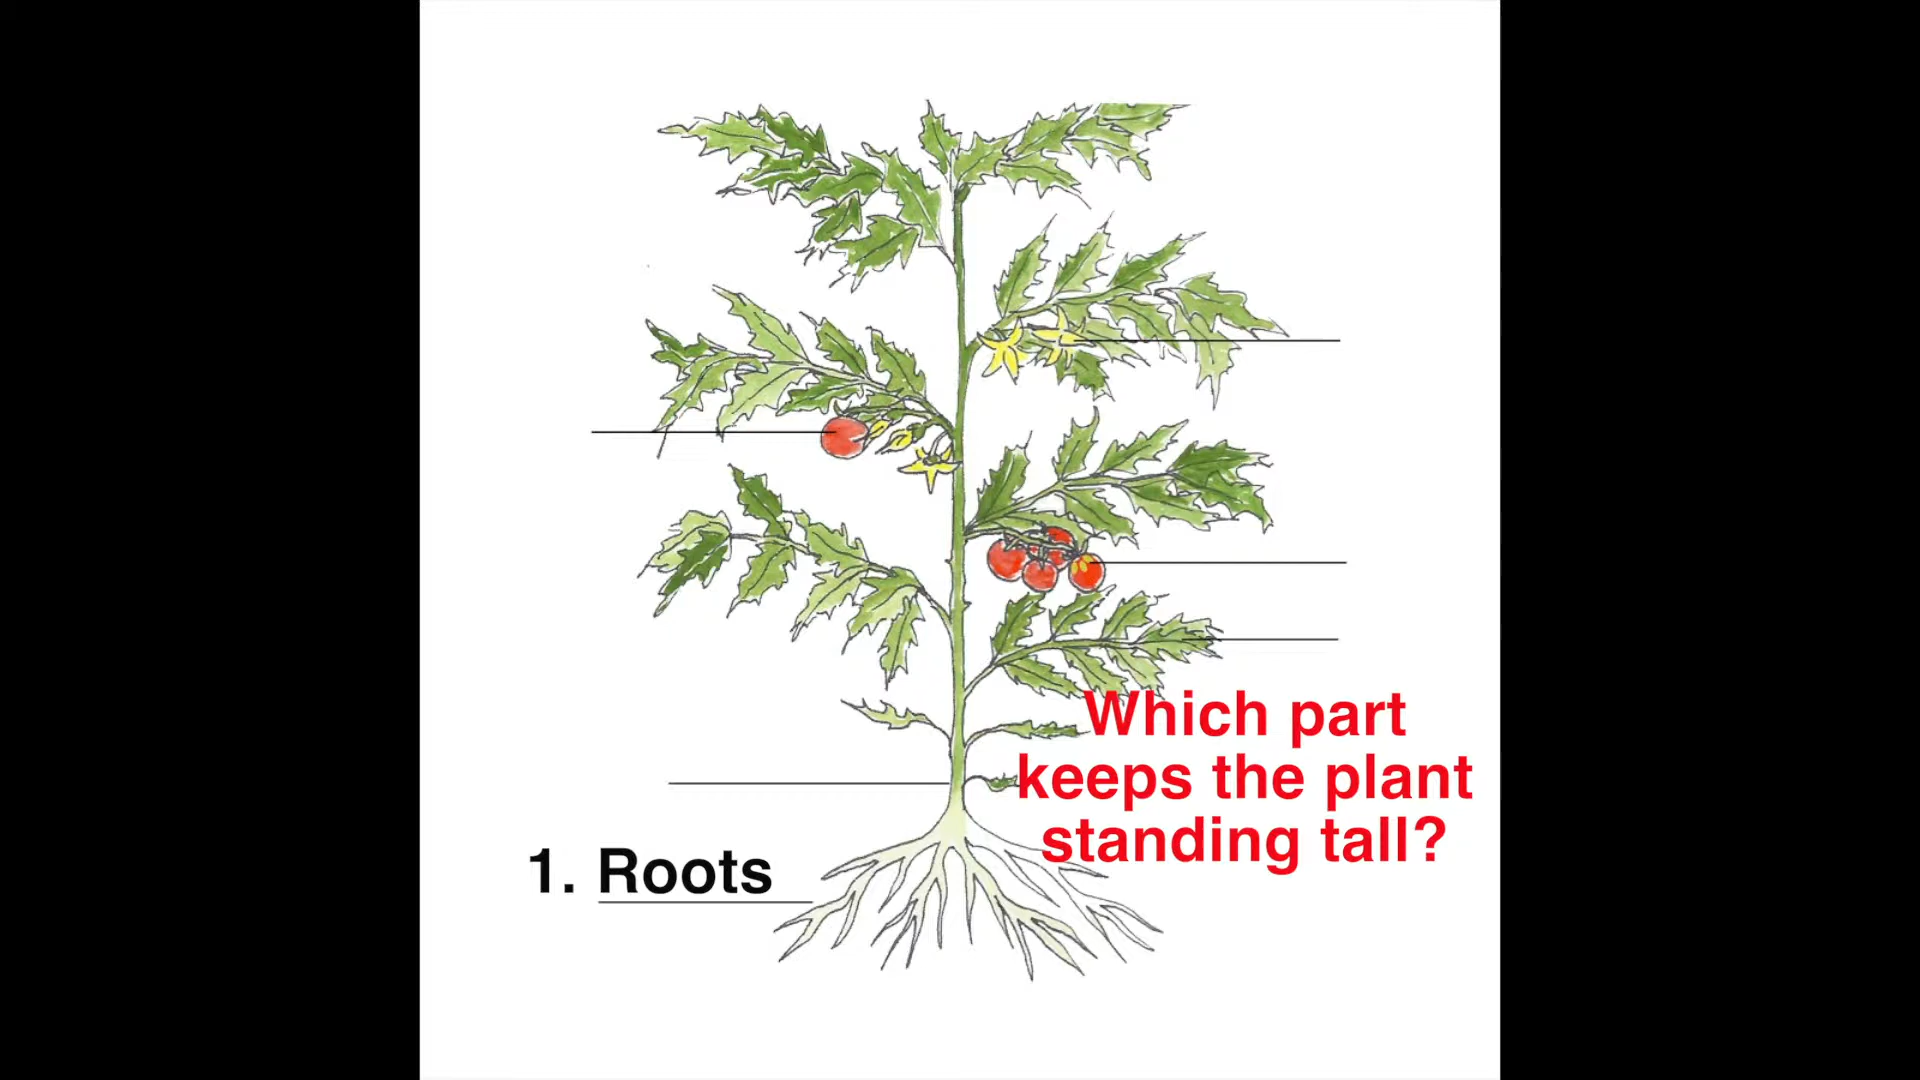 Which part
keeps the plant
standing tall?
1. Roots